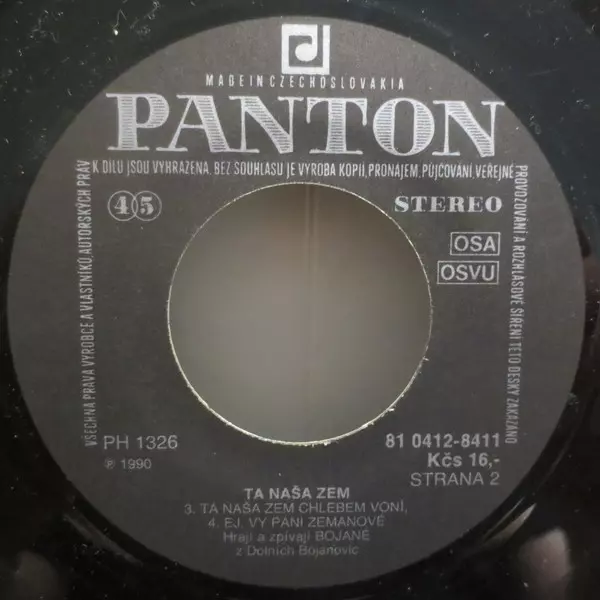 MADE IN CZECHOSLOVAKIA
PANTON
VŠECHNA PRÁVA VÝROBCE A VLASTNÍKŮ AUTORSKÝCH PRÁV K DÍLU JSOU VYHRAZENA. BEZ SOUHLASU JE VÝROBA KOPIÍ, PRONÁJEM, PŮJČOVÁNÍ, VEŘEJNÉ PROVOZOVÁNÍ A ROZHLASOVÉ ŠÍŘENÍ TÉTO DESKY ZAKÁZÁNO
45
STEREO
OSA
OSVU
PH 1326
℗ 1990
81 0412-8411
Kčs 16,-
STRANA 2
TA NAŠA ZEM
3. TA NAŠA ZEM CHLEBEM VONÍ,
4. EJ, VY PANI ZEMANOVÉ
Hrají a zpívají BOJANÉ
z Dolních Bojanovic